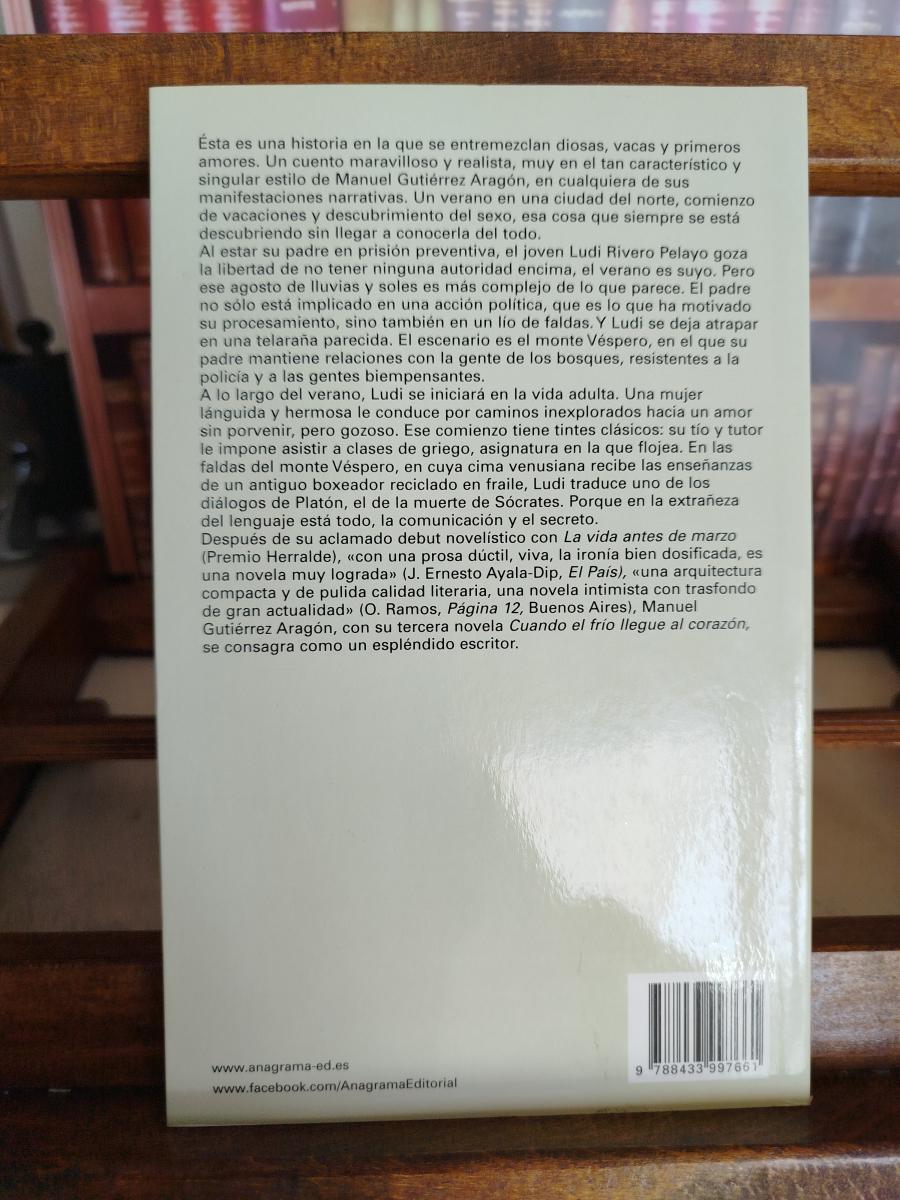 Ésta es una historia en la que se entremezclan diosas, vacas y primeros
amores. Un cuento maravilloso y realista, muy en el tan característico y
singular estilo de Manuel Gutiérrez Aragón, en cualquiera de sus
manifestaciones narrativas. Un verano en una ciudad del norte, comienzo
de vacaciones y descubrimiento del sexo, esa cosa que siempre se está
descubriendo sin llegar a conocerla del todo.
Al estar su padre en prisión preventiva, el joven Ludi Rivero Pelayo goza
la libertad de no tener ninguna autoridad encima, el verano es suyo. Pero
ese agosto de lluvias y soles es más complejo de lo que parece. El padre
no sólo está implicado en una acción política, que es lo que ha motivado
su procesamiento, sino también en un lío de faldas. Y Ludi se deja atrapar
en una telaraña parecida. El escenario es el monte Véspero, en el que su
padre mantiene relaciones con la gente de los bosques, resistentes a la
policía y a las gentes biempensantes.
A lo largo del verano, Ludi se iniciará en la vida adulta. Una mujer
lánguida y hermosa le conduce por caminos inexplorados hacia un amor
sin porvenir, pero gozoso. Ese comienzo tiene tintes clásicos: su tío y tutor
le impone asistir a clases de griego, asignatura en la que flojea. En las
faldas del monte Véspero, en cuya cima venusiana recibe las enseñanzas
de un antiguo boxeador reciclado en fraile, Ludi traduce uno de los
diálogos de Platón, el de la muerte de Sócrates. Porque en la extrañeza
del lenguaje está todo, la comunicación y el secreto.
Después de su aclamado debut novelístico con La vida antes de marzo
(Premio Herralde), «con una prosa dúctil, viva, la ironía bien dosificada, es
una novela muy lograda» (J. Ernesto Ayala-Dip, El País), «una arquitectura
compacta y de pulida calidad literaria, una novela intimista con trasfondo
de gran actualidad» (O. Ramos, Página 12, Buenos Aires), Manuel
Gutiérrez Aragón, con su tercera novela Cuando el frío llegue al corazón,
se consagra como un espléndido escritor.
www.anagrama-ed.es
www.facebook.com/AnagramaEditorial
9 788433 997661